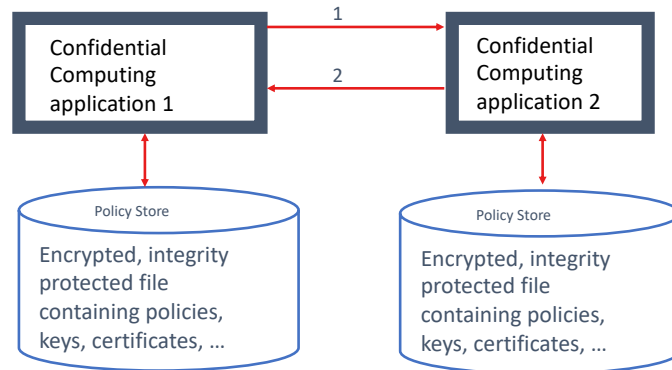 1
Confidential
Computing
application 1
Confidential
Computing
application 2
2
Policy Store
Encrypted, integrity
protected file
containing policies,
keys, certificates, …
Policy Store
Encrypted, integrity
protected file
containing policies,
keys, certificates, …